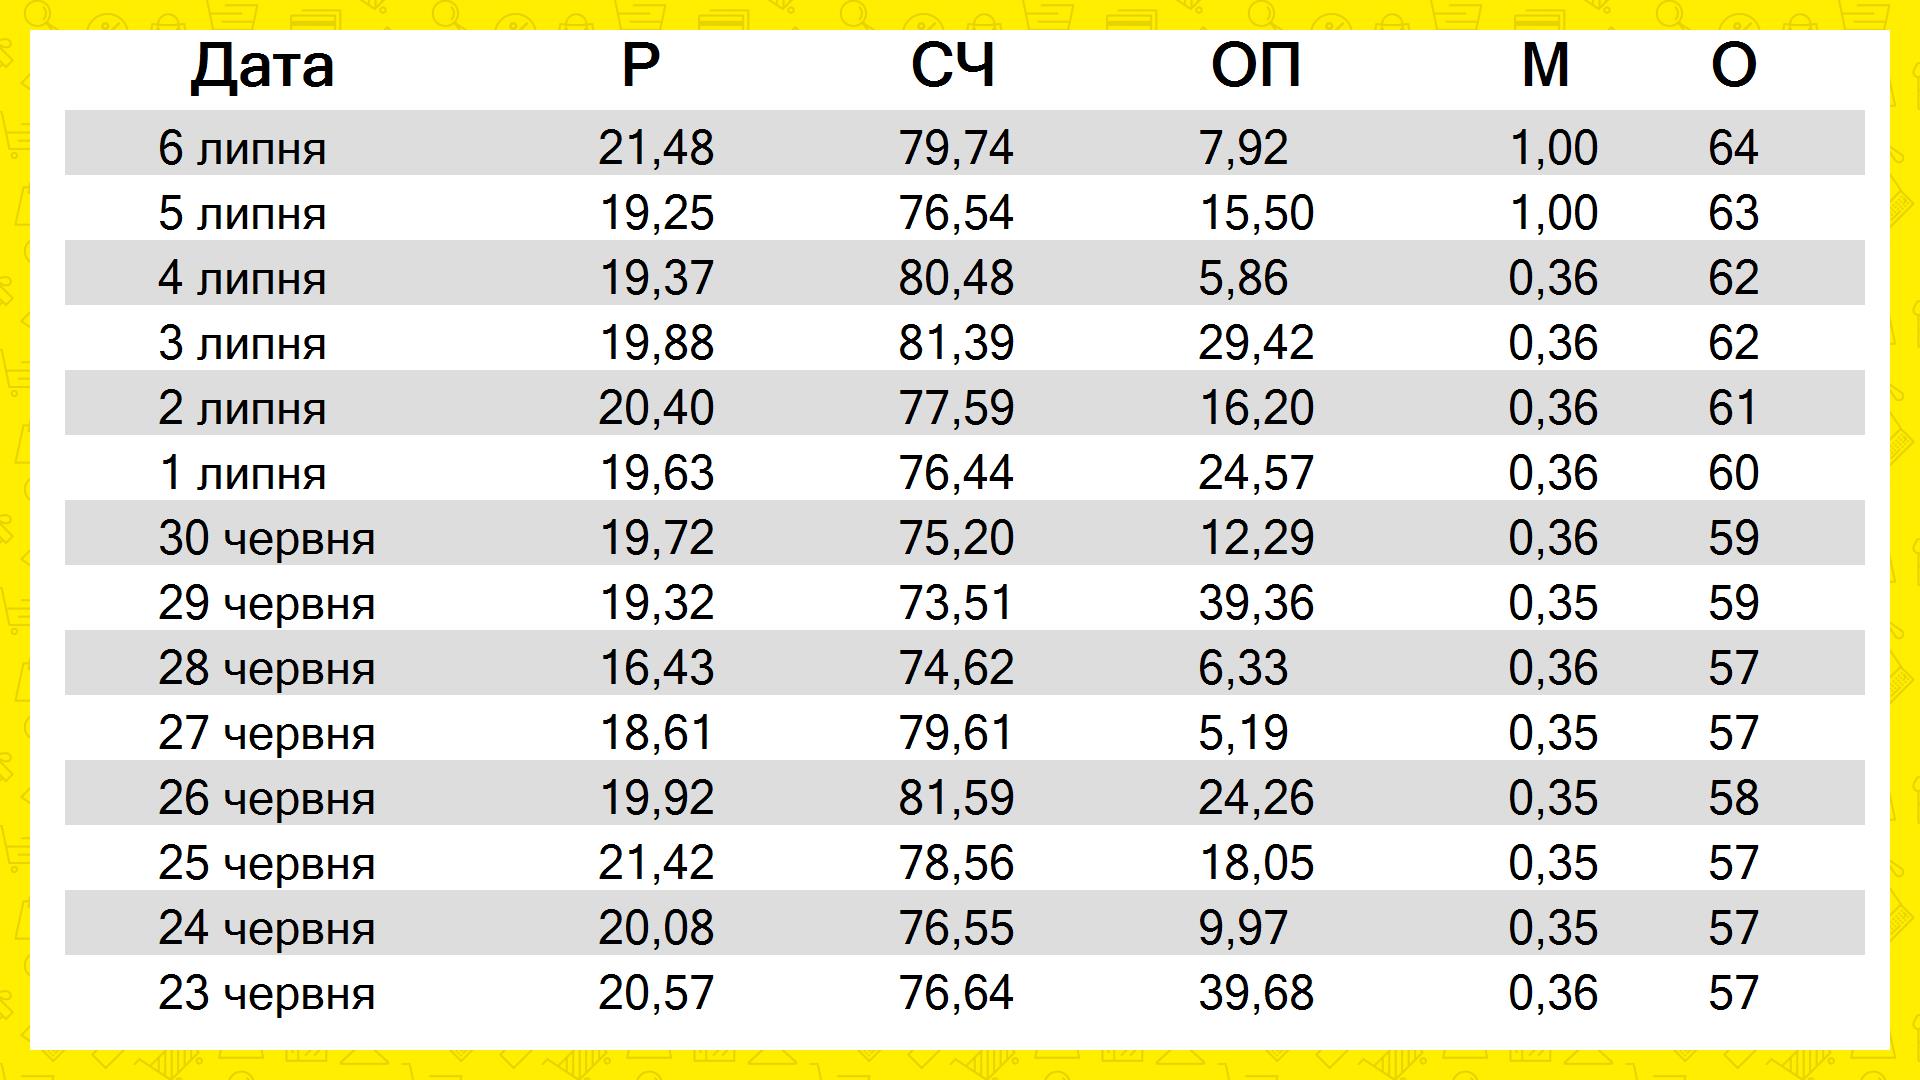 Дата Р СЧ ОП М О
6 липня 21,48 79,74 7,92 1,00 64
5 липня 19,25 76,54 15,50 1,00 63
4 липня 19,37 80,48 5,86 0,36 62
3 липня 19,88 81,39 29,42 0,36 62
2 липня 20,40 77,59 16,20 0,36 61
1 липня 19,63 76,44 24,57 0,36 60
30 червня 19,72 75,20 12,29 0,36 59
29 червня 19,32 73,51 39,36 0,35 59
28 червня 16,43 74,62 6,33 0,36 57
27 червня 18,61 79,61 5,19 0,35 57
26 червня 19,92 81,59 24,26 0,35 58
25 червня 21,42 78,56 18,05 0,35 57
24 червня 20,08 76,55 9,97 0,35 57
23 червня 20,57 76,64 39,68 0,36 57